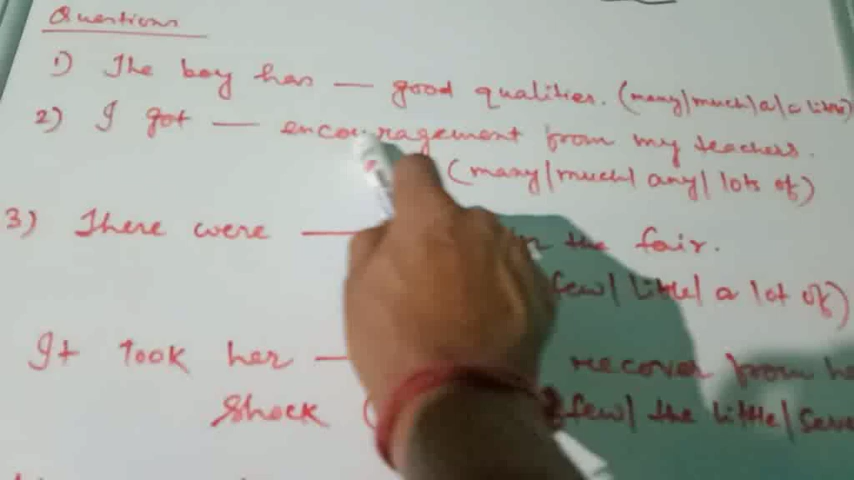 Questions
1) The boy has — good qualities. (many/much/a/a little)
2) I got — encouragement from my teachers.
(many/much/any/lots of)
3) There were — in the fair.
few/little/a lot of)
It took her — recover from
shock ( few/the little/